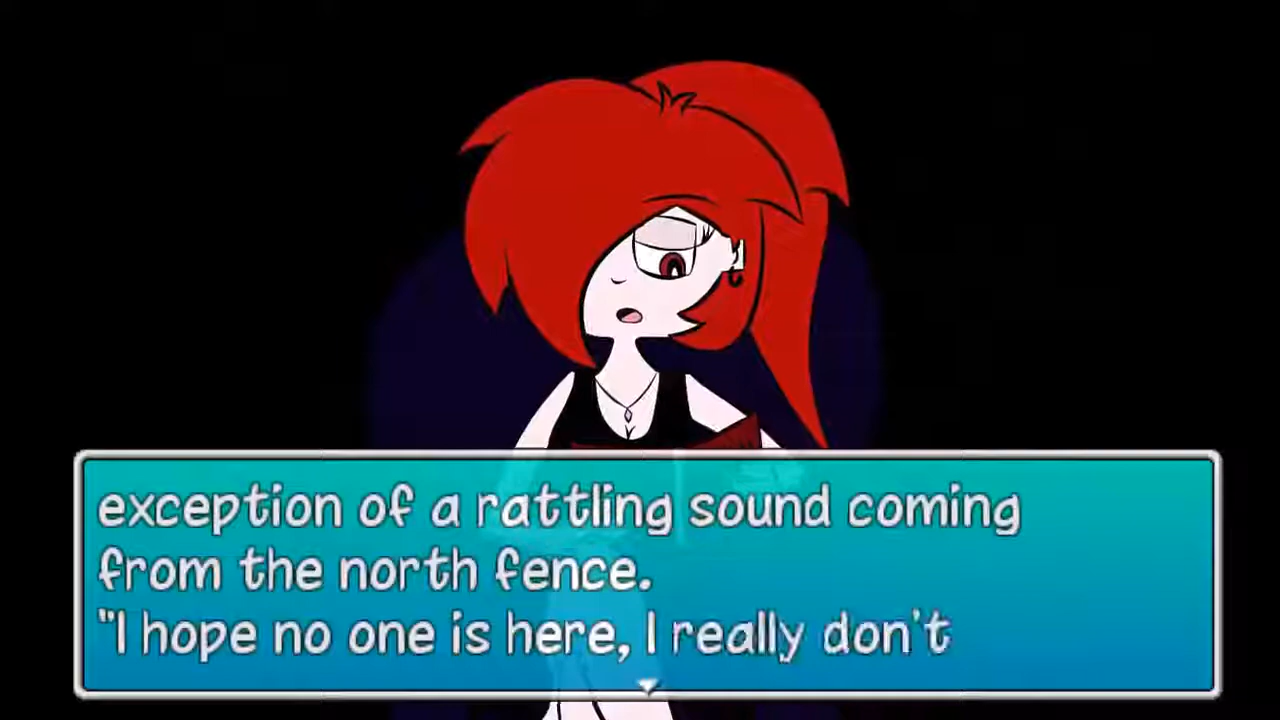 exception of a rattling sound coming
from the north fence.
"I hope no one is here, I really don't